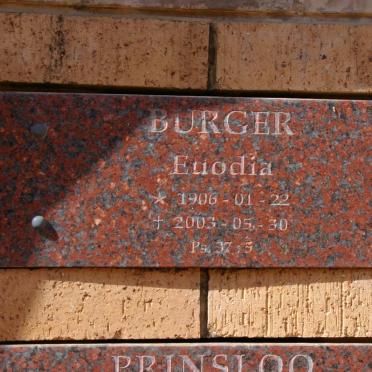 BURGER
Euodia
* 1906 - 01 - 22
† 2003 - 05 - 30
Ps. 37 : 5
PRINSLOO